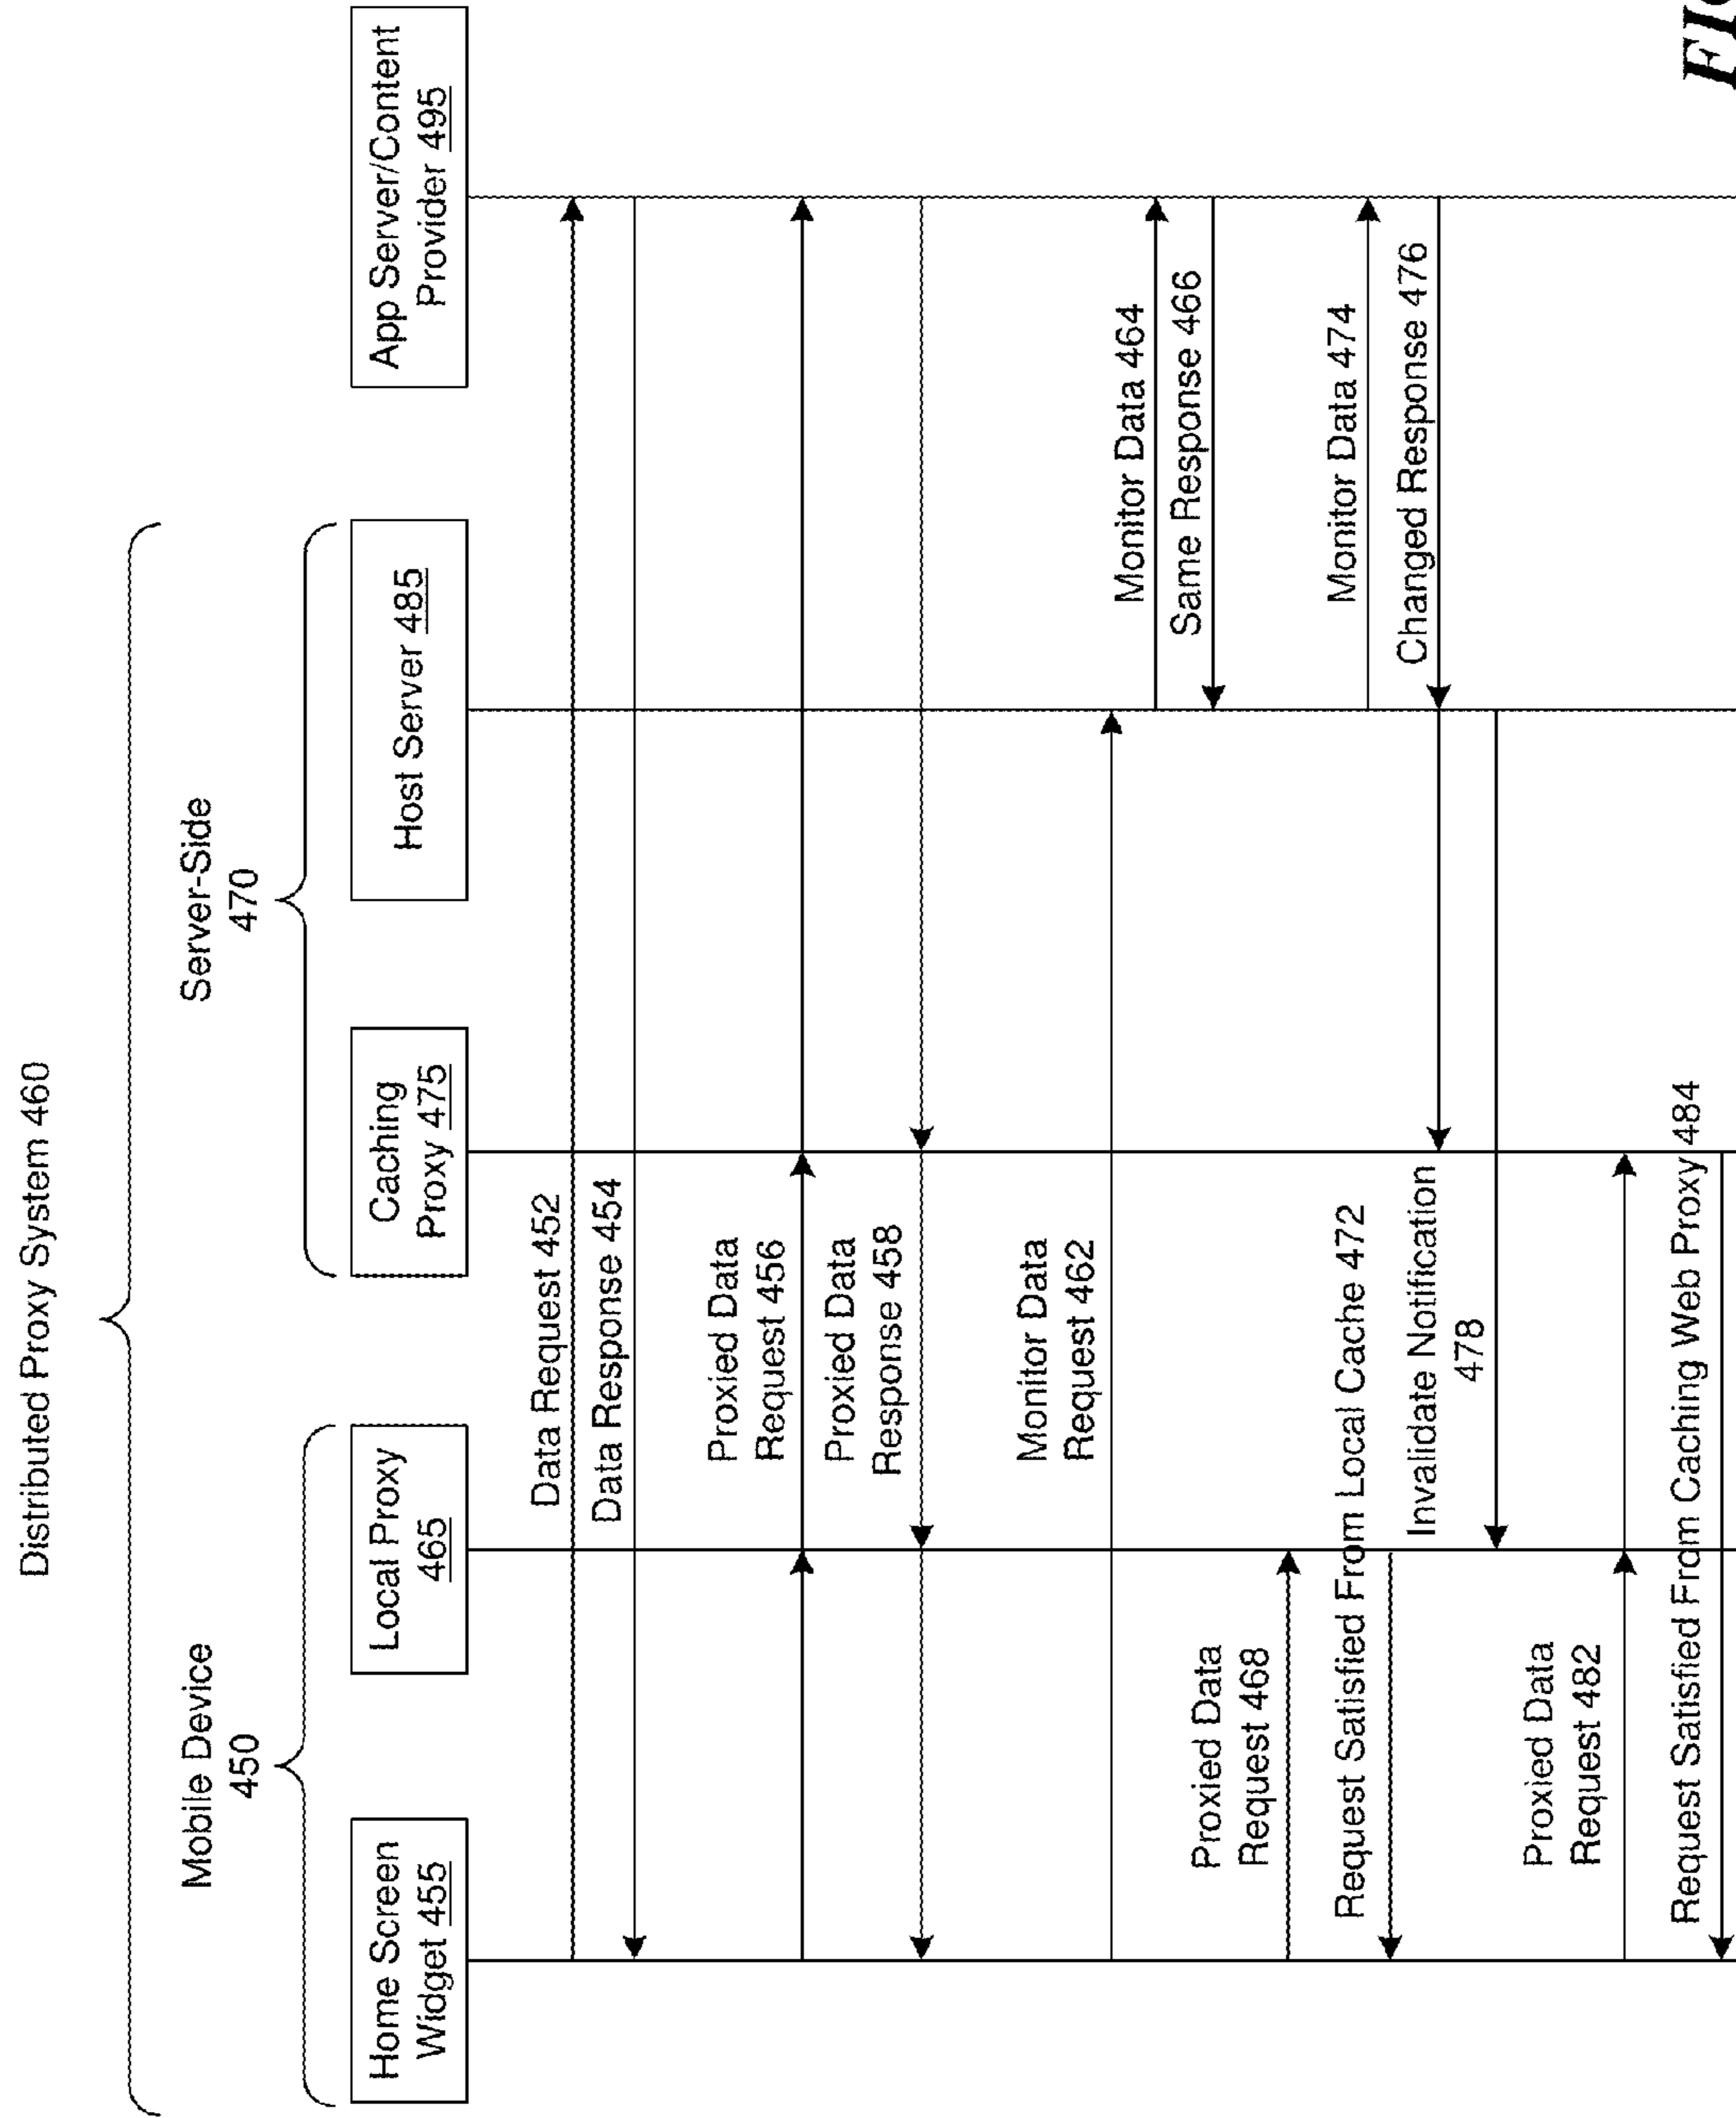 Distributed Proxy System 460
Mobile Device
450
Server-Side
470
Home Screen
Widget 455
Local Proxy
465
Caching
Proxy 475
Host Server 485
App Server/Content
Provider 495
Data Request 452
Data Response 454
Proxied Data
Request 456
Proxied Data
Response 458
Monitor Data
Request 462
Monitor Data 464
Same Response 466
Proxied Data
Request 468
Request Satisfied From Local Cache 472
Monitor Data 474
Changed Response 476
Invalidate Notification
478
Proxied Data
Request 482
Request Satisfied From Caching Web Proxy 484